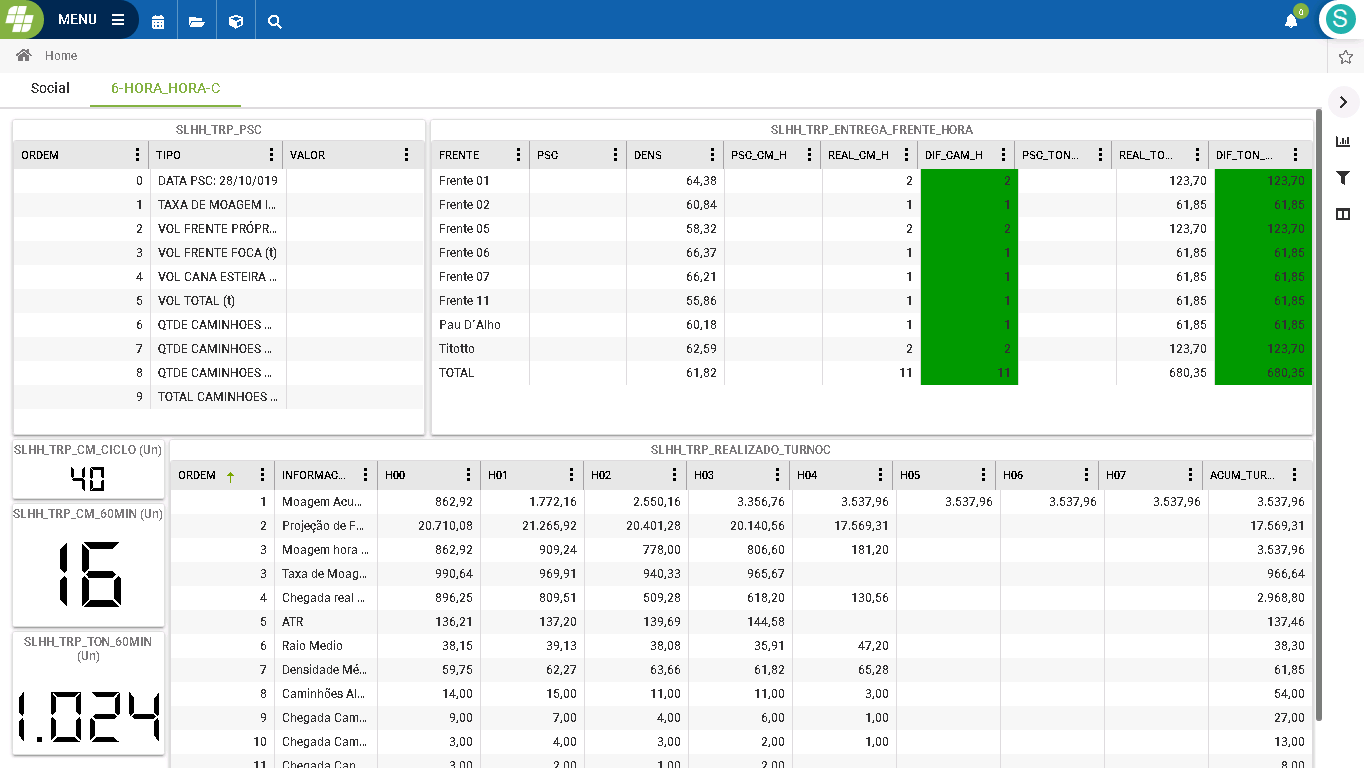 MENU
0
S
Home
Social 6-HORA_HORA-C
SLHH_TRP_PSC
ORDEM TIPO VALOR
0 DATA PSC: 28/10/019
1 TAXA DE MOAGEM I...
2 VOL FRENTE PRÓPR...
3 VOL FRENTE FOCA (t)
4 VOL CANA ESTEIRA ...
5 VOL TOTAL (t)
6 QTDE CAMINHOES ...
7 QTDE CAMINHOES ...
8 QTDE CAMINHOES ...
9 TOTAL CAMINHOES ...
SLHH_TRP_ENTREGA_FRENTE_HORA
FRENTE PSC DENS PSC_CM_H REAL_CM_H DIF_CAM_H PSC_TON... REAL_TO... DIF_TON_...
Frente 01 64,38 2 2 123,70 123,70
Frente 02 60,84 1 1 61,85 61,85
Frente 05 58,32 2 2 123,70 123,70
Frente 06 66,37 1 1 61,85 61,85
Frente 07 66,21 1 1 61,85 61,85
Frente 11 55,86 1 1 61,85 61,85
Pau D´Alho 60,18 1 1 61,85 61,85
Titotto 62,59 2 2 123,70 123,70
TOTAL 61,82 11 11 680,35 680,35
SLHH_TRP_CM_CICLO (Un)
40
SLHH_TRP_CM_60MIN (Un)
16
SLHH_TRP_TON_60MIN
(Un)
1.024
SLHH_TRP_REALIZADO_TURNOC
ORDEM INFORMAC... H00 H01 H02 H03 H04 H05 H06 H07 ACUM_TUR...
1 Moagem Acu... 862,92 1.772,16 2.550,16 3.356,76 3.537,96 3.537,96 3.537,96 3.537,96 3.537,96
2 Projeção de F... 20.710,08 21.265,92 20.401,28 20.140,56 17.569,31 17.569,31
3 Moagem hora ... 862,92 909,24 778,00 806,60 181,20 3.537,96
3 Taxa de Moag... 990,64 969,91 940,33 965,67 966,64
4 Chegada real ... 896,25 809,51 509,28 618,20 130,56 2.968,80
5 ATR 136,21 137,20 139,69 144,58 137,46
6 Raio Medio 38,15 39,13 38,08 35,91 47,20 38,30
7 Densidade Mé... 59,75 62,27 63,66 61,82 65,28 61,85
8 Caminhões Al... 14,00 15,00 11,00 11,00 3,00 54,00
9 Chegada Cam... 9,00 7,00 4,00 6,00 1,00 27,00
10 Chegada Cam... 3,00 4,00 3,00 2,00 1,00 13,00
11 Chegada Can... 3,00 2,00 1,00 2,00 8,00